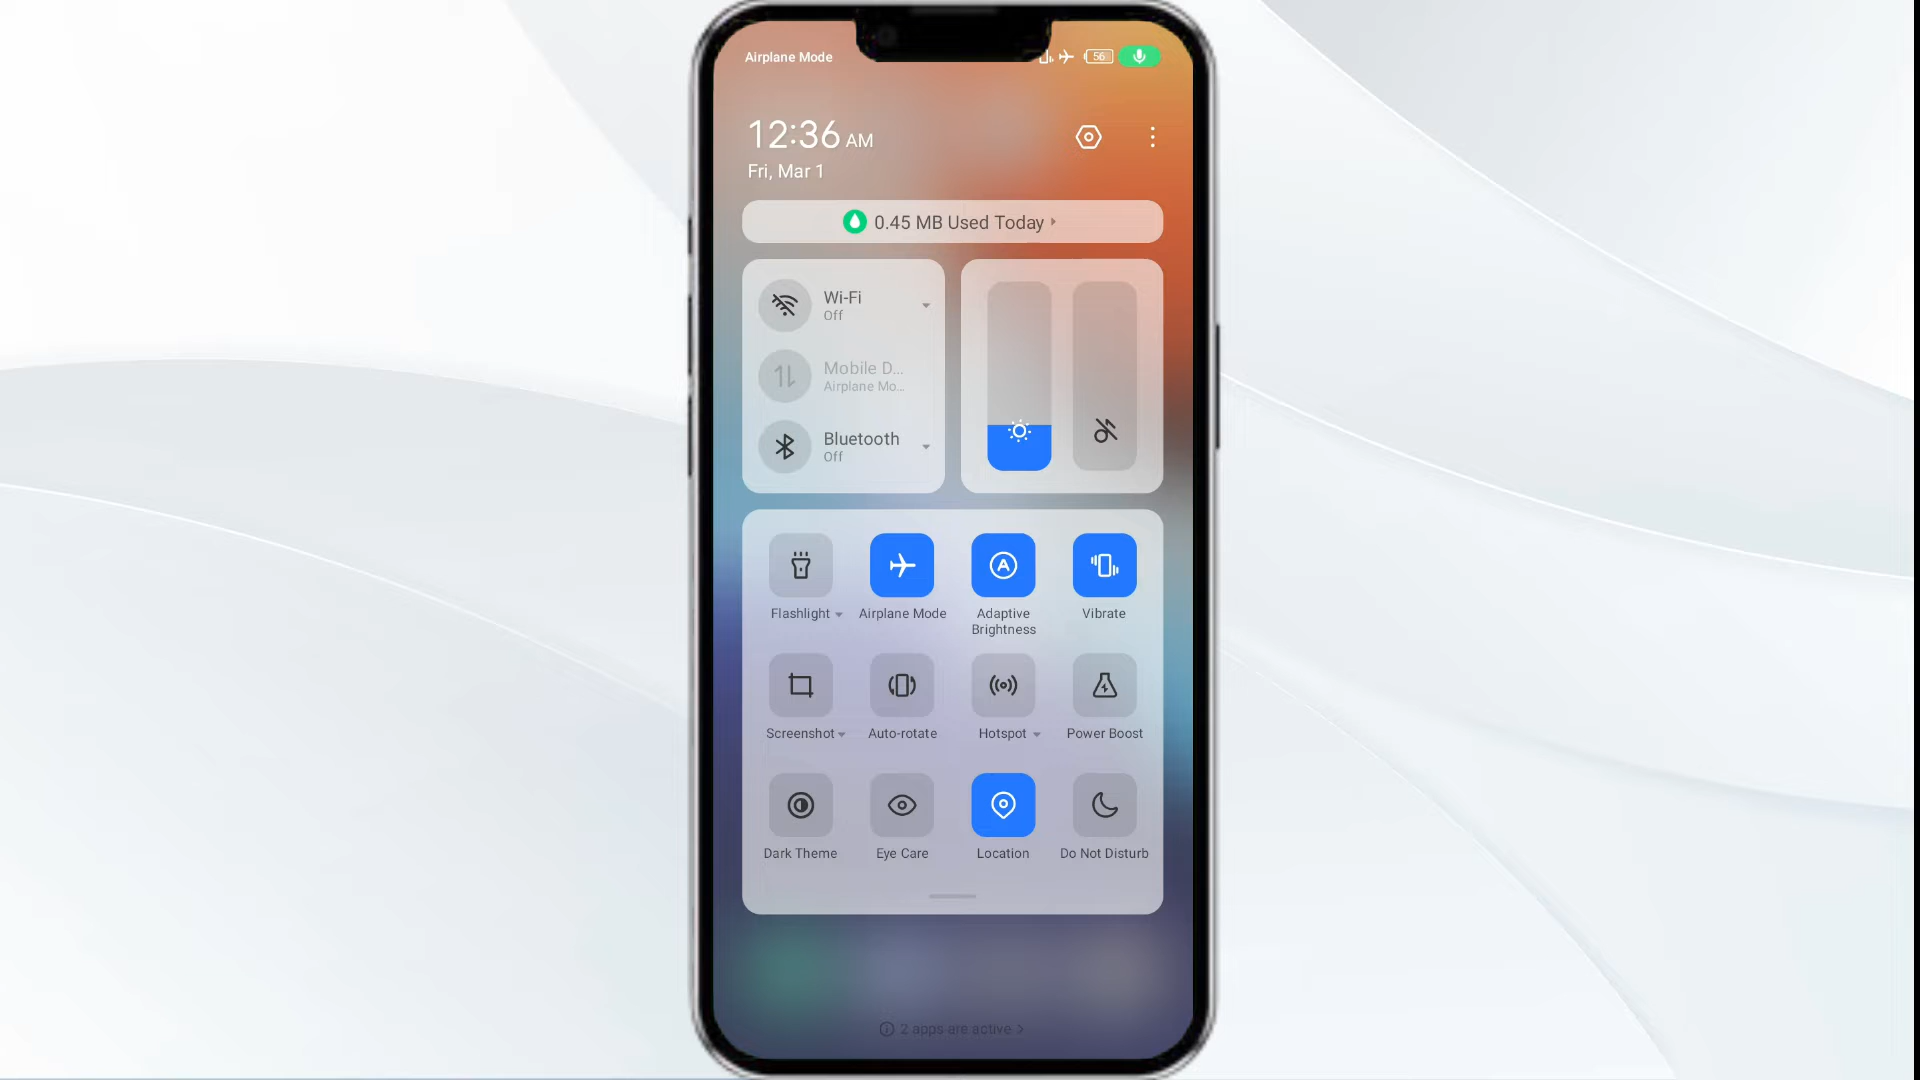 Airplane Mode
56
12:36 AM
Fri, Mar 1
0.45 MB Used Today
Wi-Fi
Off
Mobile D...
Airplane Mo...
Bluetooth
Off
Flashlight
Airplane Mode
Adaptive
Brightness
Vibrate
Screenshot
Auto-rotate
Hotspot
Power Boost
Dark Theme
Eye Care
Location
Do Not Disturb
2 apps are active